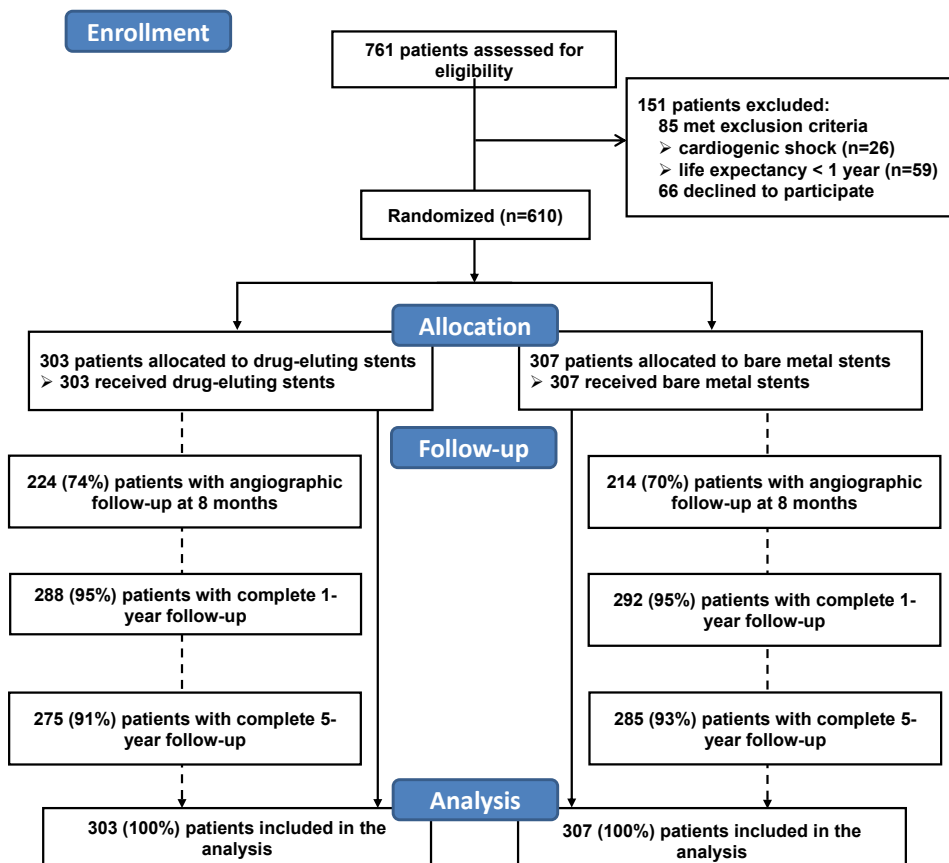 Enrollment
761 patients assessed for
eligibility
151 patients excluded:
85 met exclusion criteria
➢ cardiogenic shock (n=26)
➢ life expectancy < 1 year (n=59)
66 declined to participate
Randomized (n=610)
Allocation
303 patients allocated to drug-eluting stents
➢ 303 received drug-eluting stents
307 patients allocated to bare metal stents
➢ 307 received bare metal stents
Follow-up
224 (74%) patients with angiographic
follow-up at 8 months
214 (70%) patients with angiographic
follow-up at 8 months
288 (95%) patients with complete 1-
year follow-up
292 (95%) patients with complete 1-
year follow-up
275 (91%) patients with complete 5-
year follow-up
285 (93%) patients with complete 5-
year follow-up
Analysis
303 (100%) patients included in the
analysis
307 (100%) patients included in the
analysis